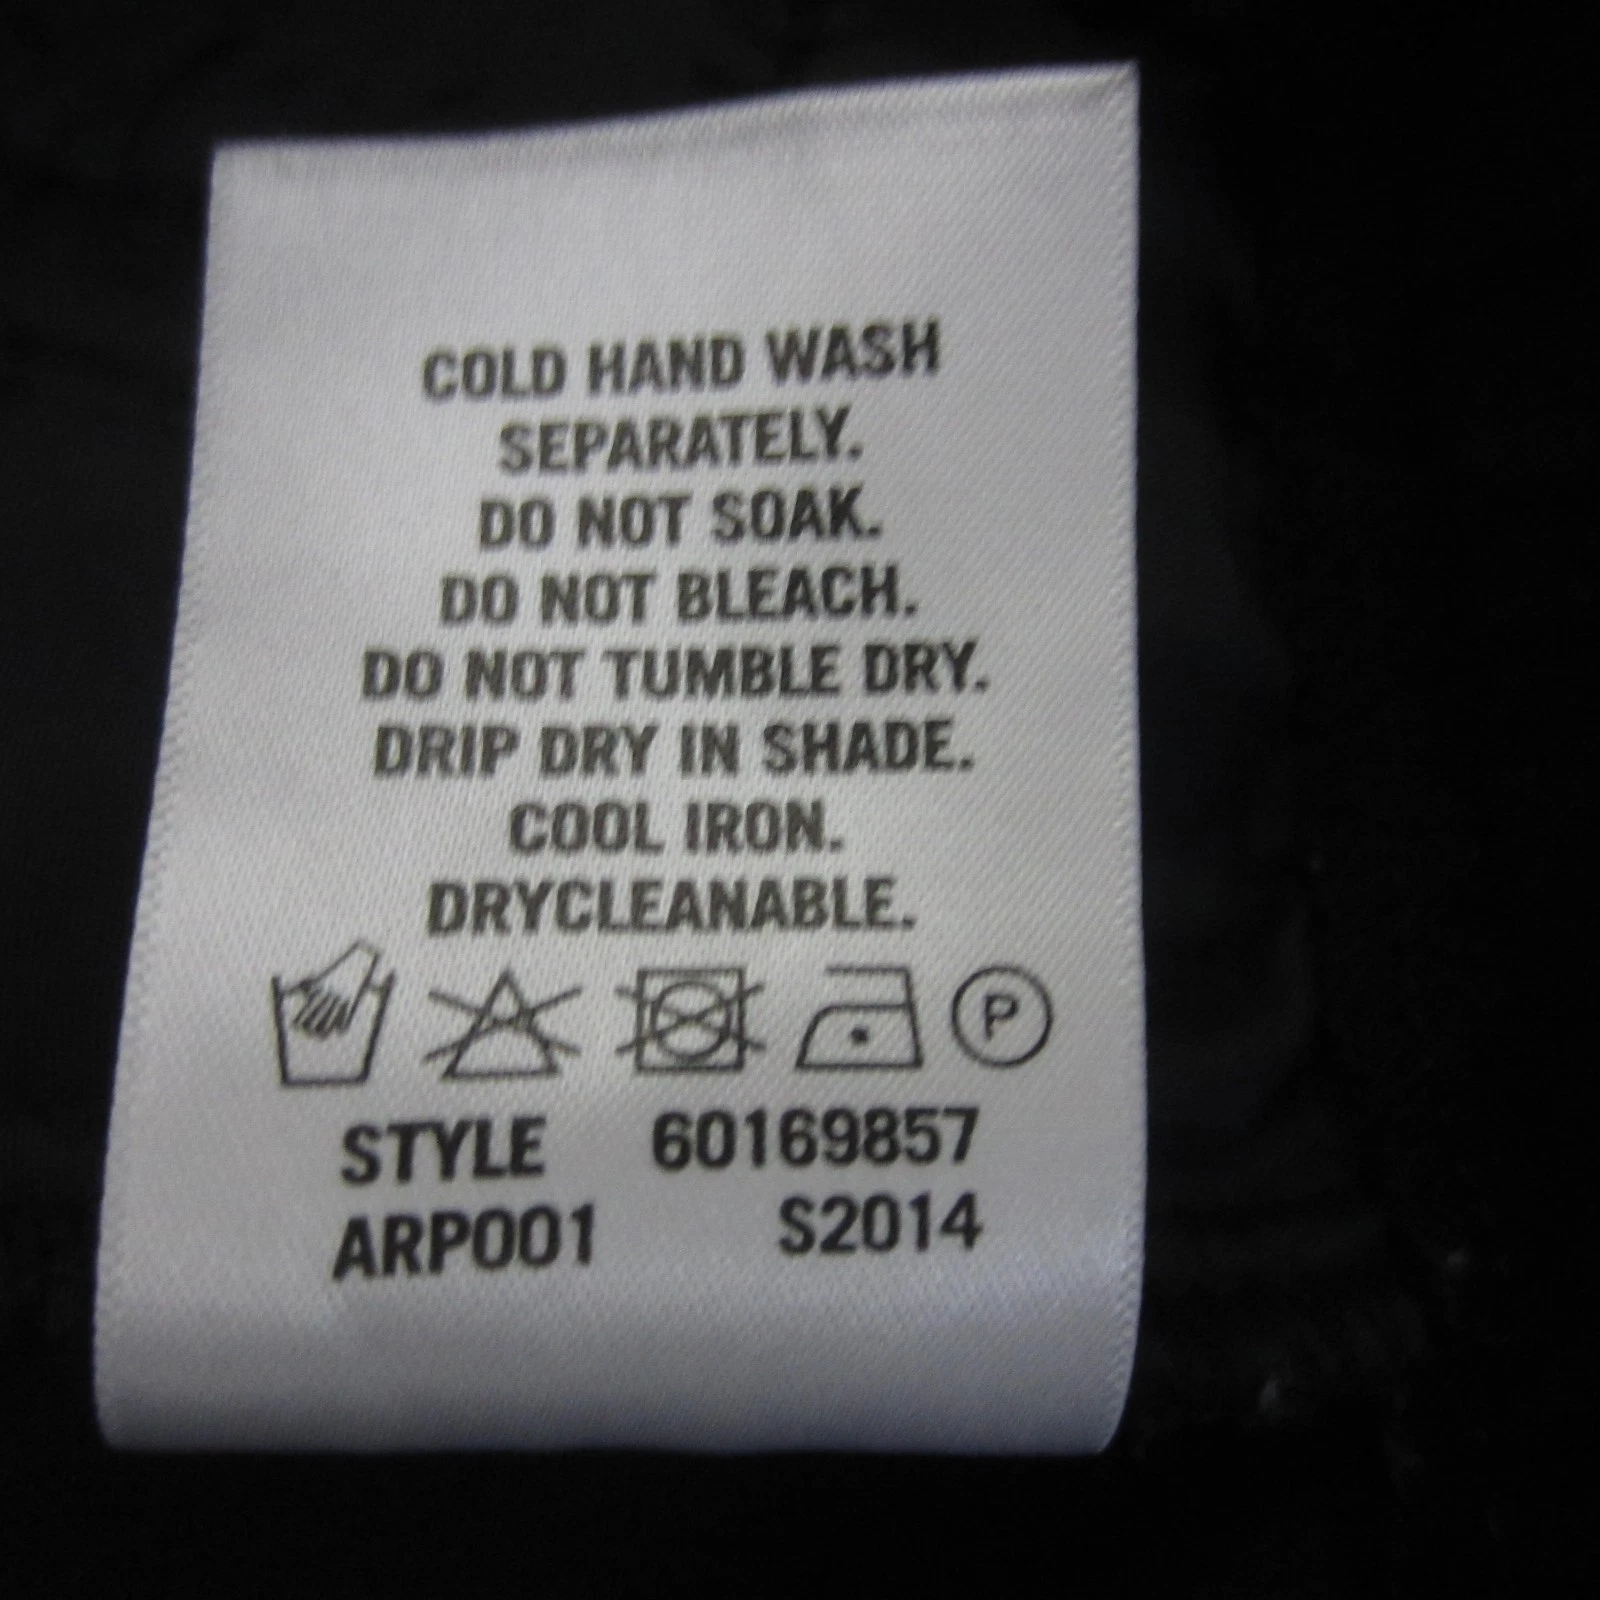 COLD HAND WASH
SEPARATELY.
DO NOT SOAK.
DO NOT BLEACH.
DO NOT TUMBLE DRY.
DRIP DRY IN SHADE.
COOL IRON.
DRYCLEANABLE.
P
STYLE 60169857
ARP001 S2014